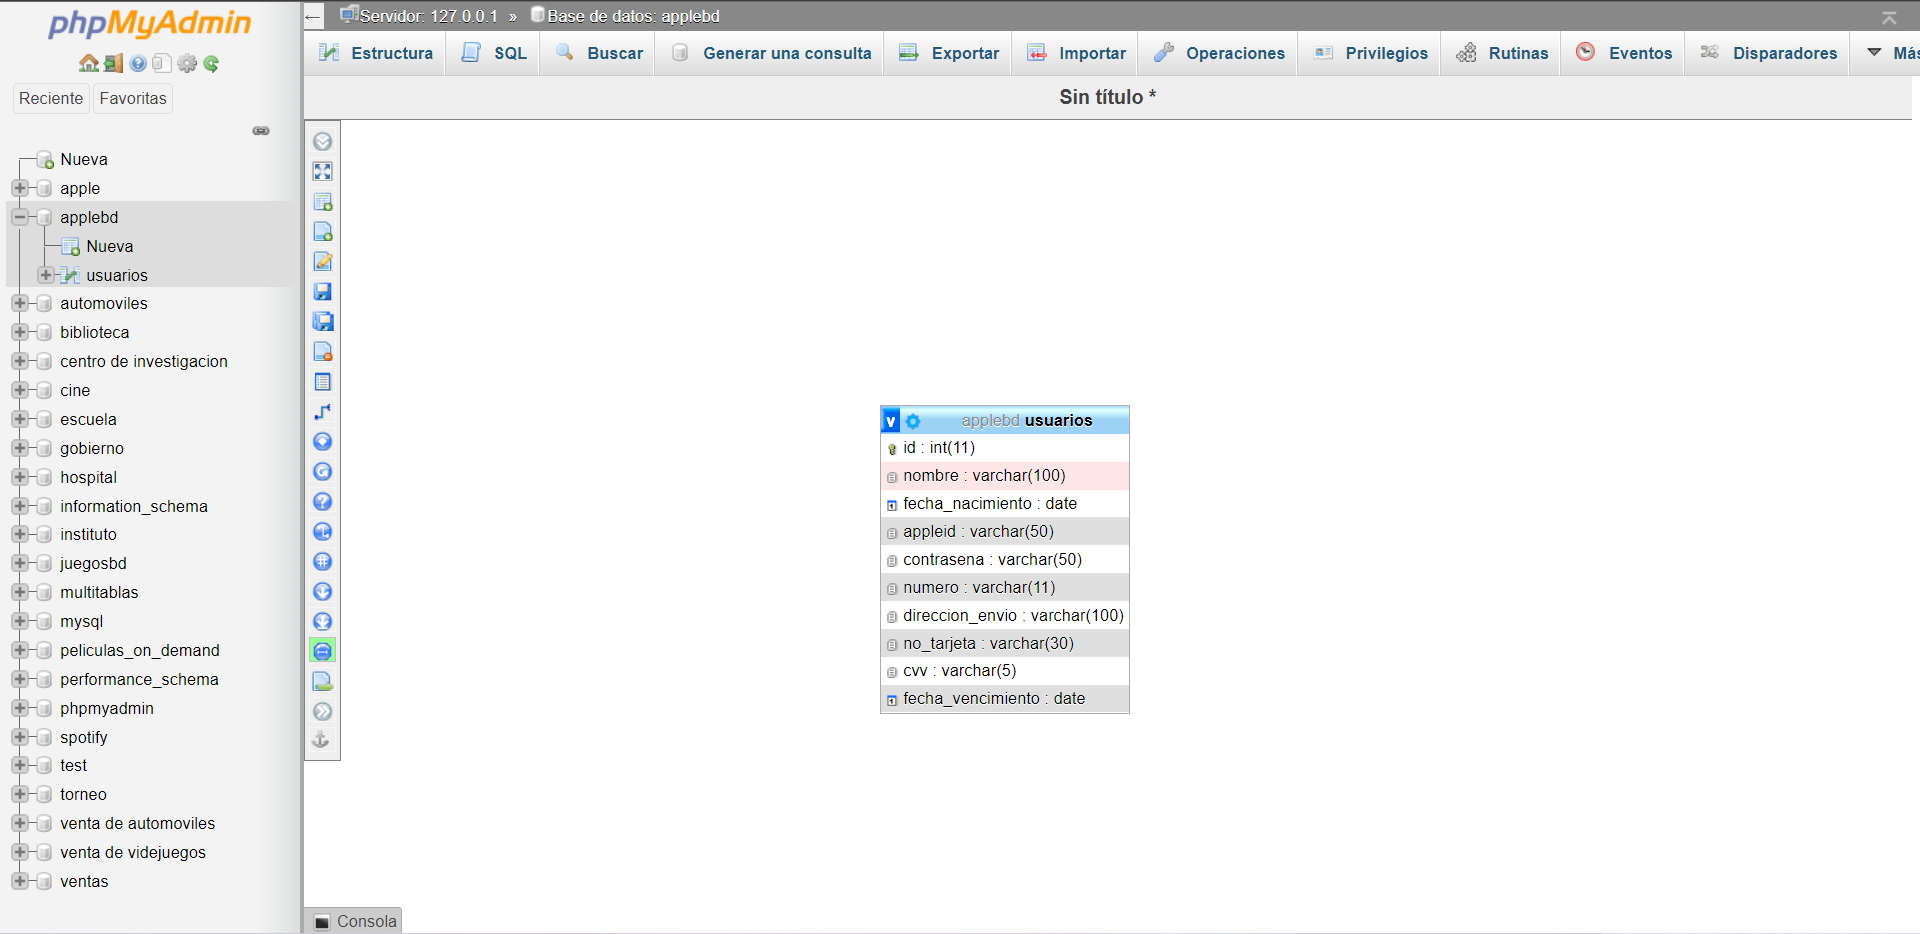 phpMyAdmin
Reciente Favoritas
Nueva
apple
applebd
Nueva
usuarios
automoviles
biblioteca
centro de investigacion
cine
escuela
gobierno
hospital
information_schema
instituto
juegosbd
multitablas
mysql
peliculas_on_demand
performance_schema
phpmyadmin
spotify
test
torneo
venta de automoviles
venta de videjuegos
ventas
← Servidor: 127.0.0.1 » Base de datos: applebd
Estructura SQL Buscar Generar una consulta Exportar Importar Operaciones Privilegios Rutinas Eventos Disparadores Más
Sin título *
v applebd usuarios
id : int(11)
nombre : varchar(100)
fecha_nacimiento : date
appleid : varchar(50)
contrasena : varchar(50)
numero : varchar(11)
direccion_envio : varchar(100)
no_tarjeta : varchar(30)
cvv : varchar(5)
fecha_vencimiento : date
Consola